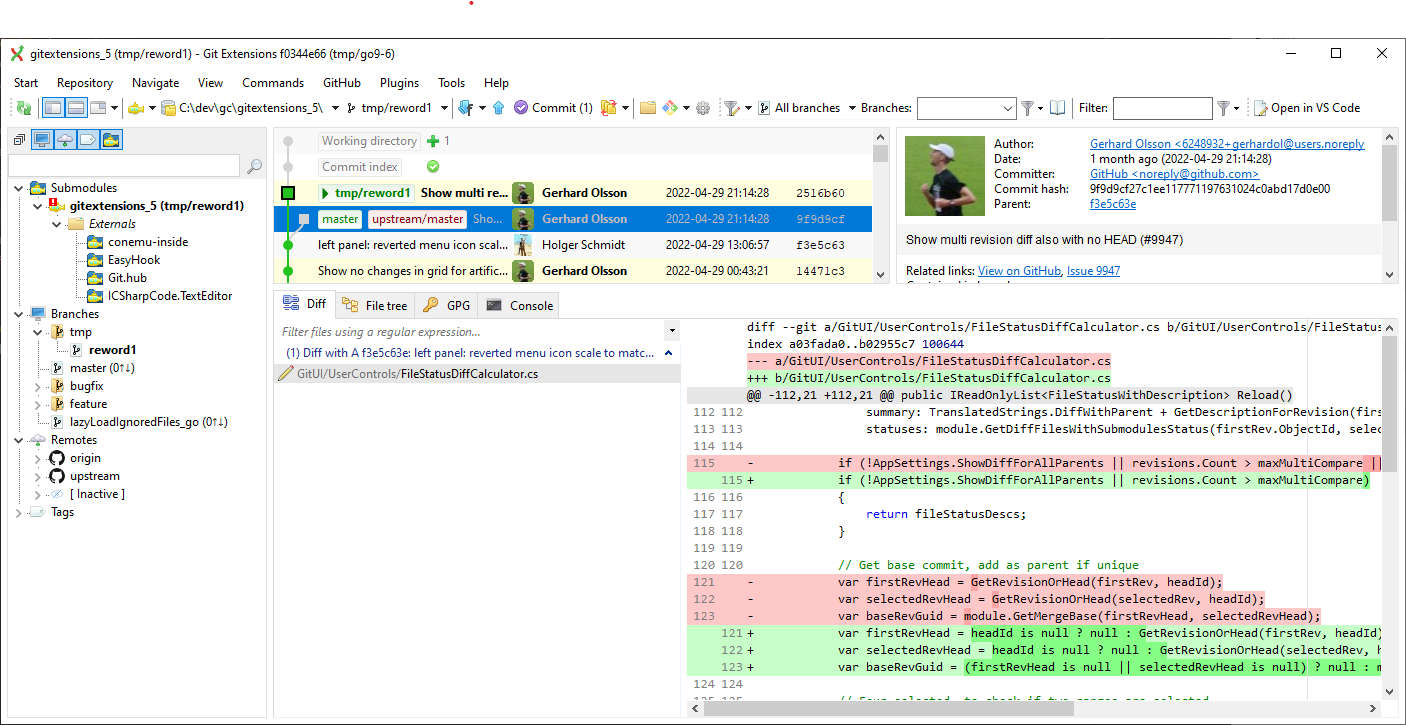 gitextensions_5 (tmp/reword1) - Git Extensions f0344e66 (tmp/go9-6)
Start Repository Navigate View Commands GitHub Plugins Tools Help
C:\dev\gc\gitextensions_5\ tmp/reword1 Commit (1) All branches Branches: Filter: Open in VS Code
Submodules
gitextensions_5 (tmp/reword1)
Externals
conemu-inside
EasyHook
Git.hub
ICSharpCode.TextEditor
Branches
tmp
reword1
master (0↑↓)
bugfix
feature
lazyLoadIgnoredFiles_go (0↑↓)
Remotes
origin
upstream
[ Inactive ]
Tags
Working directory 1
Commit index
tmp/reword1 Show multi re... Gerhard Olsson 2022-04-29 21:14:28 2516b60
master upstream/master Sho... Gerhard Olsson 2022-04-29 21:14:28 9f9d9cf
left panel: reverted menu icon scal... Holger Schmidt 2022-04-29 13:06:57 f3e5c63
Show no changes in grid for artific... Gerhard Olsson 2022-04-29 00:43:21 14471c3
Author: Gerhard Olsson <6248932+gerhardol@users.noreply
Date: 1 month ago (2022-04-29 21:14:28)
Committer: GitHub <noreply@github.com>
Commit hash: 9f9d9cf27c1ee117771197631024c0abd17d0e00
Parent: f3e5c63e
Show multi revision diff also with no HEAD (#9947)
Related links: View on GitHub, Issue 9947
Diff File tree GPG Console
Filter files using a regular expression...
(1) Diff with A f3e5c63e: left panel: reverted menu icon scale to matc...
GitUI/UserControls/FileStatusDiffCalculator.cs
diff --git a/GitUI/UserControls/FileStatusDiffCalculator.cs b/GitUI/UserControls/FileStatus
index a03fada0..b02955c7 100644
--- a/GitUI/UserControls/FileStatusDiffCalculator.cs
+++ b/GitUI/UserControls/FileStatusDiffCalculator.cs
@@ -112,21 +112,21 @@ public IReadOnlyList<FileStatusWithDescription> Reload()
112 112 summary: TranslatedStrings.DiffWithParent + GetDescriptionForRevision(firs
113 113 statuses: module.GetDiffFilesWithSubmodulesStatus(firstRev.ObjectId, selec
114 114
115 - if (!AppSettings.ShowDiffForAllParents || revisions.Count > maxMultiCompare ||
115 + if (!AppSettings.ShowDiffForAllParents || revisions.Count > maxMultiCompare)
116 116 {
117 117 return fileStatusDescs;
118 118 }
119 119
120 120 // Get base commit, add as parent if unique
121 - var firstRevHead = GetRevisionOrHead(firstRev, headId);
122 - var selectedRevHead = GetRevisionOrHead(selectedRev, headId);
123 - var baseRevGuid = module.GetMergeBase(firstRevHead, selectedRevHead);
121 + var firstRevHead = headId is null ? null : GetRevisionOrHead(firstRev, headId)
122 + var selectedRevHead = headId is null ? null : GetRevisionOrHead(selectedRev, h
123 + var baseRevGuid = (firstRevHead is null || selectedRevHead is null) ? null : m
124 124